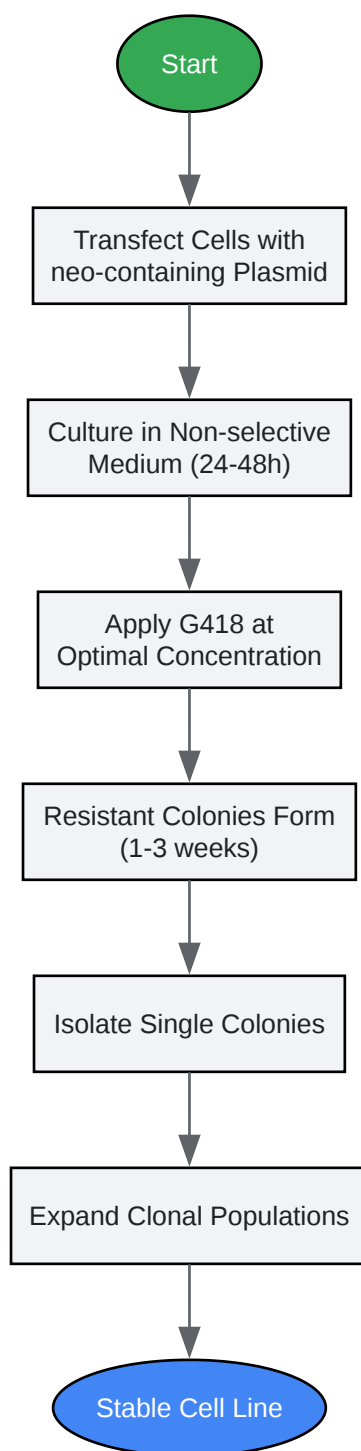 Start
Transfect Cells with
neo-containing Plasmid
Culture in Non-selective
Medium (24-48h)
Apply G418 at
Optimal Concentration
Resistant Colonies Form
(1-3 weeks)
Isolate Single Colonies
Expand Clonal Populations
Stable Cell Line